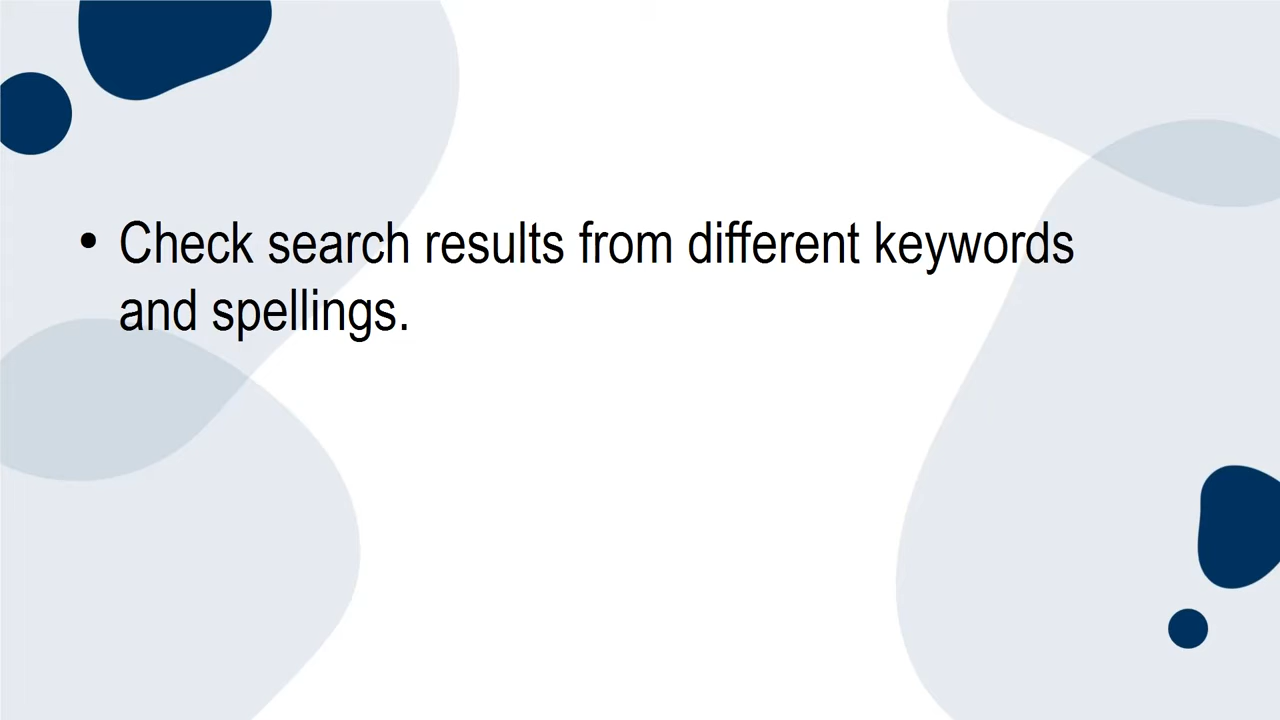 • Check search results from different keywords
and spellings.